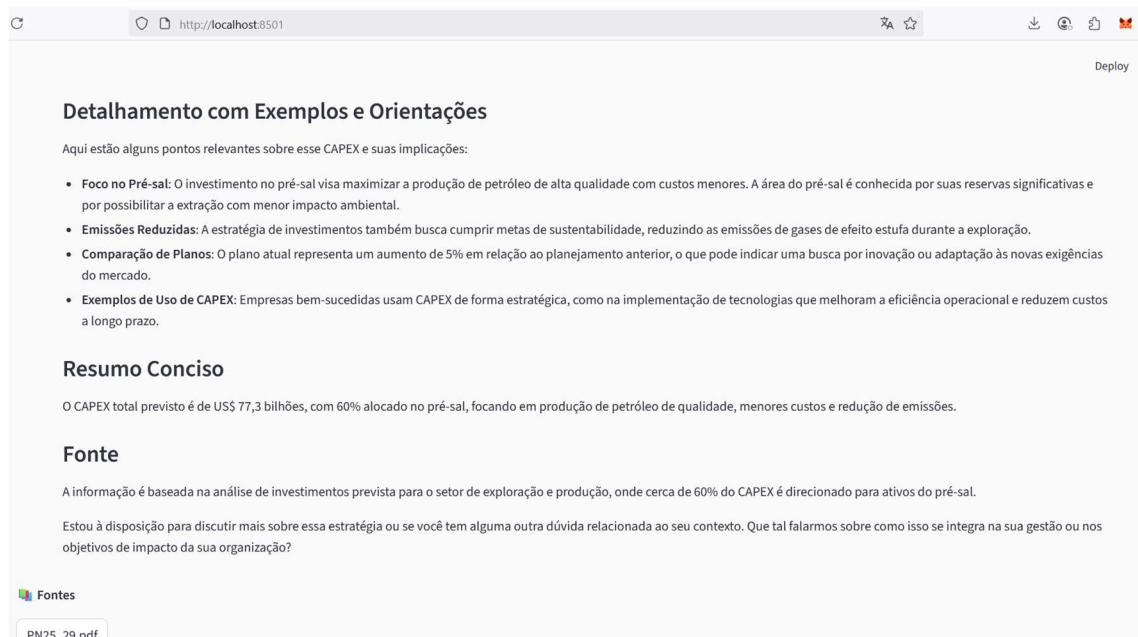 http://localhost:8501
Deploy
Detalhamento com Exemplos e Orientações
Aqui estão alguns pontos relevantes sobre esse CAPEX e suas implicações:
• Foco no Pré-sal: O investimento no pré-sal visa maximizar a produção de petróleo de alta qualidade com custos menores. A área do pré-sal é conhecida por suas reservas significativas e
por possibilitar a extração com menor impacto ambiental.
• Emissões Reduzidas: A estratégia de investimentos também busca cumprir metas de sustentabilidade, reduzindo as emissões de gases de efeito estufa durante a exploração.
• Comparação de Planos: O plano atual representa um aumento de 5% em relação ao planejamento anterior, o que pode indicar uma busca por inovação ou adaptação às novas exigências
do mercado.
• Exemplos de Uso de CAPEX: Empresas bem-sucedidas usam CAPEX de forma estratégica, como na implementação de tecnologias que melhoram a eficiência operacional e reduzem custos
a longo prazo.
Resumo Conciso
O CAPEX total previsto é de US$ 77,3 bilhões, com 60% alocado no pré-sal, focando em produção de petróleo de qualidade, menores custos e redução de emissões.
Fonte
A informação é baseada na análise de investimentos prevista para o setor de exploração e produção, onde cerca de 60% do CAPEX é direcionado para ativos do pré-sal.
Estou à disposição para discutir mais sobre essa estratégia ou se você tem alguma outra dúvida relacionada ao seu contexto. Que tal falarmos sobre como isso se integra na sua gestão ou nos
objetivos de impacto da sua organização?
Fontes
PN25_29.pdf